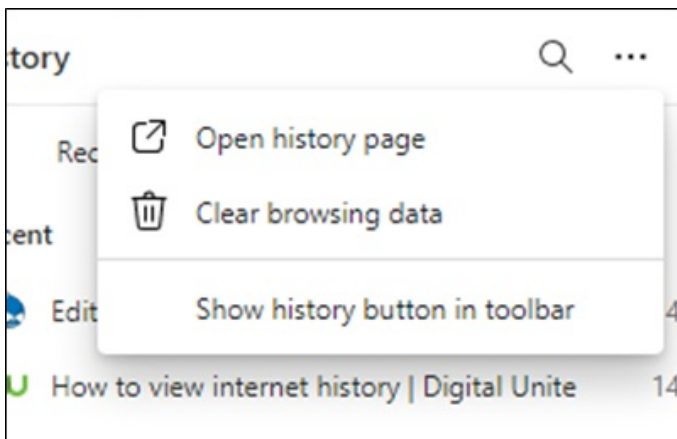 tory
Open history page
Rec
Clear browsing data
cent
Show history button in toolbar
Edit
4
How to view internet history | Digital Unite
14